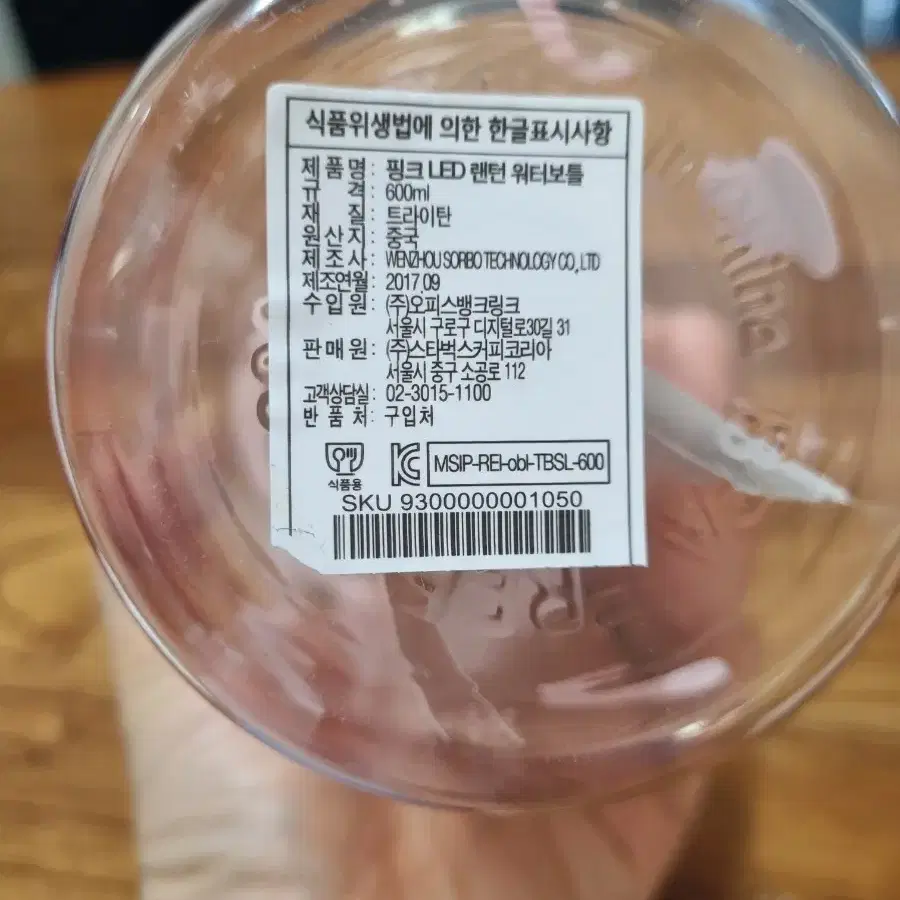 식품위생법에 의한 한글표시사항
제 품 명 : 핑크 LED 랜턴 워터보틀
규 격 : 600ml
재 질 : 트라이탄
원 산 지 : 중국
제 조 사 : WENZHOU SORBO TECHNOLOGY CO,.LTD
제조연월 : 2017.09
수 입 원 : (주)오피스뱅크링크
서울시 구로구 디지털로30길 31
판 매 원 : (주)스타벅스커피코리아
서울시 중구 소공로 112
고객상담실 : 02-3015-1100
반 품 처 : 구입처
식품용
MSIP-REI-obl-TBSL-600
SKU 9300000001050